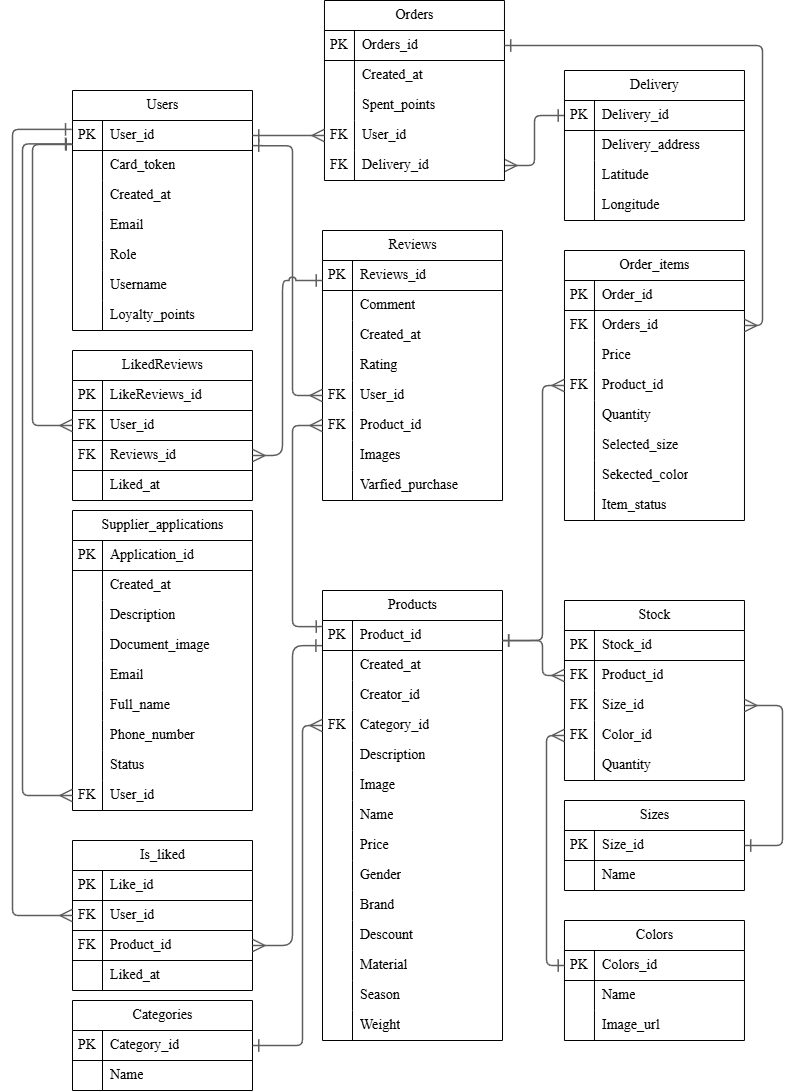 Orders
PK Orders_id
Created_at
Spent_points
FK User_id
FK Delivery_id
Delivery
PK Delivery_id
Delivery_address
Latitude
Longitude
Users
PK User_id
Card_token
Created_at
Email
Role
Username
Loyalty_points
Reviews
PK Reviews_id
Comment
Created_at
Rating
FK User_id
FK Product_id
Images
Varfied_purchase
Order_items
PK Order_id
FK Orders_id
Price
FK Product_id
Quantity
Selected_size
Sekected_color
Item_status
LikedReviews
PK LikeReviews_id
FK User_id
FK Reviews_id
Liked_at
Supplier_applications
PK Application_id
Created_at
Description
Document_image
Email
Full_name
Phone_number
Status
FK User_id
Products
PK Product_id
Created_at
Creator_id
FK Category_id
Description
Image
Name
Price
Gender
Brand
Descount
Material
Season
Weight
Stock
PK Stock_id
FK Product_id
FK Size_id
FK Color_id
Quantity
Sizes
PK Size_id
Name
Is_liked
PK Like_id
FK User_id
FK Product_id
Liked_at
Colors
PK Colors_id
Name
Image_url
Categories
PK Category_id
Name